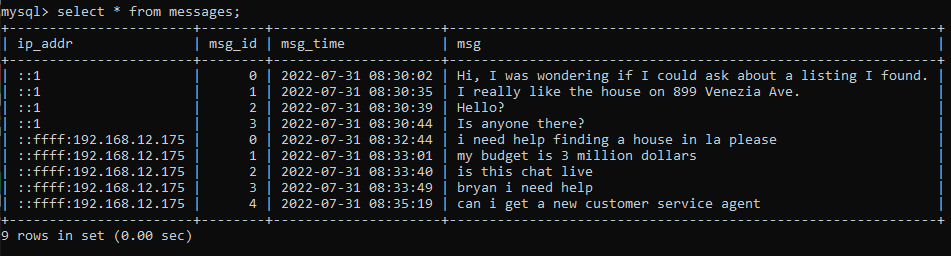 mysql> select * from messages;
+-------------------------+--------+---------------------+-------------------------------------------------------------+
| ip_addr                 | msg_id | msg_time            | msg                                                         |
+-------------------------+--------+---------------------+-------------------------------------------------------------+
| ::1                     |      0 | 2022-07-31 08:30:02 | Hi, I was wondering if I could ask about a listing I found. |
| ::1                     |      1 | 2022-07-31 08:30:35 | I really like the house on 899 Venezia Ave.                 |
| ::1                     |      2 | 2022-07-31 08:30:39 | Hello?                                                      |
| ::1                     |      3 | 2022-07-31 08:30:44 | Is anyone there?                                            |
| ::ffff:192.168.12.175   |      0 | 2022-07-31 08:32:44 | i need help finding a house in la please                    |
| ::ffff:192.168.12.175   |      1 | 2022-07-31 08:33:01 | my budget is 3 million dollars                              |
| ::ffff:192.168.12.175   |      2 | 2022-07-31 08:33:40 | is this chat live                                           |
| ::ffff:192.168.12.175   |      3 | 2022-07-31 08:33:49 | bryan i need help                                           |
| ::ffff:192.168.12.175   |      4 | 2022-07-31 08:35:19 | can i get a new customer service agent                      |
+-------------------------+--------+---------------------+-------------------------------------------------------------+
9 rows in set (0.00 sec)